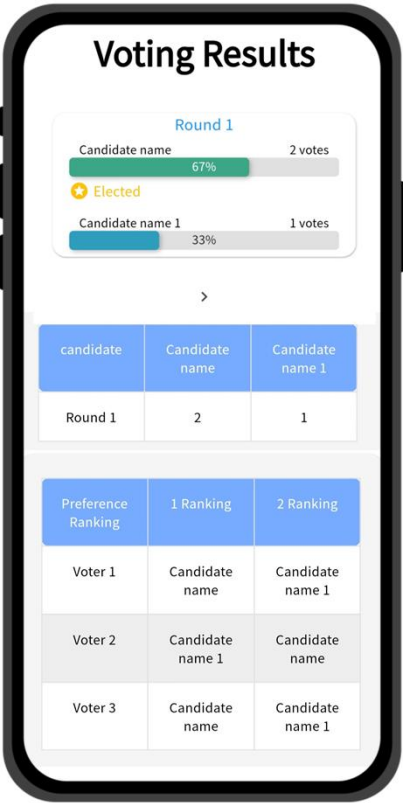 Voting Results
Round 1
Candidate name 2 votes
67%
Elected
Candidate name 1 1 votes
33%
candidate Candidate name Candidate name 1
Round 1 2 1
Preference Ranking 1 Ranking 2 Ranking
Voter 1 Candidate name Candidate name 1
Voter 2 Candidate name 1 Candidate name
Voter 3 Candidate name Candidate name 1